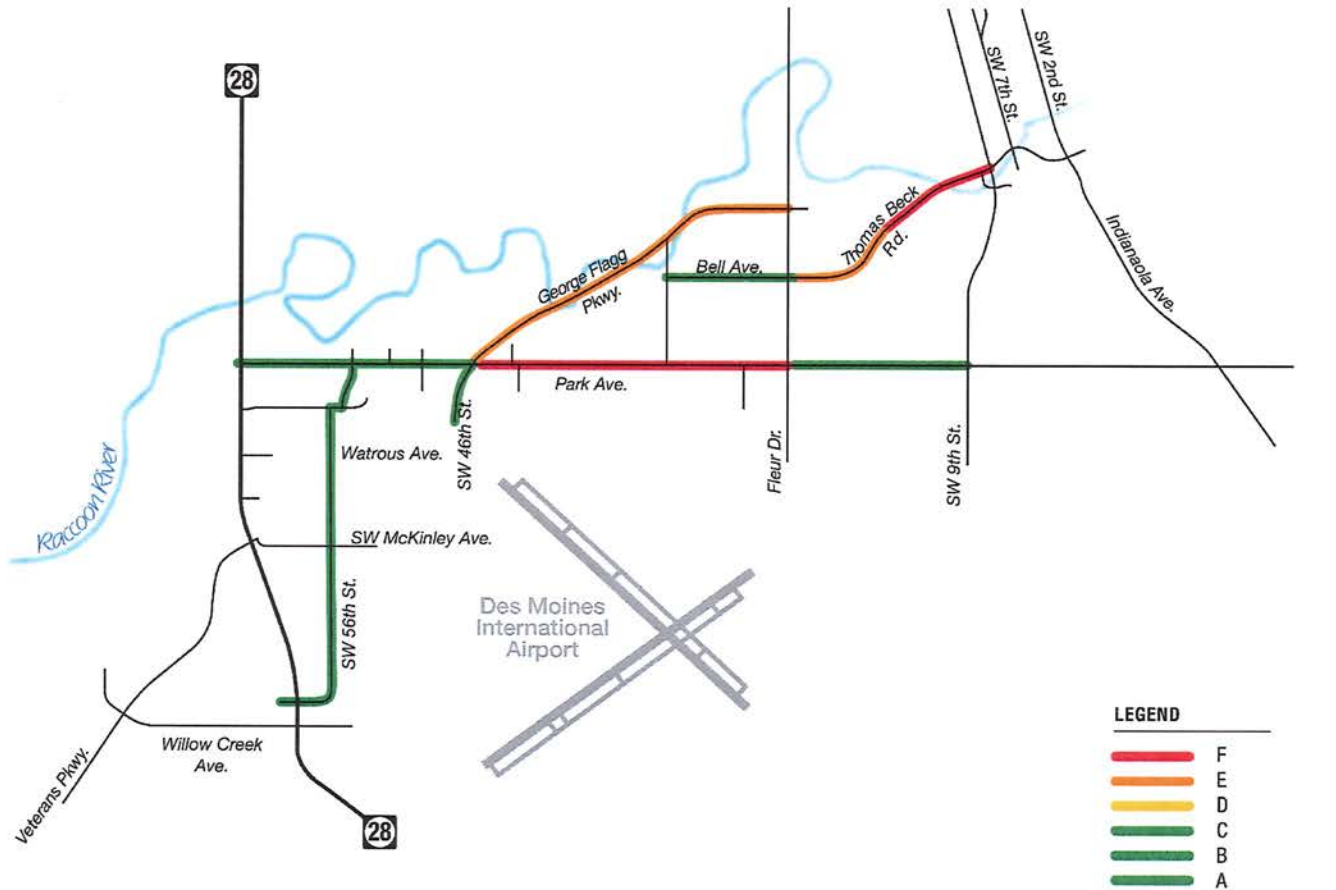 28
SW 7th St.
SW 2nd St.
Thomas Beck
Rd.
Indianaola Ave.
George Flagg
Pkwy.
Bell Ave.
Park Ave.
SW 46th St.
Fleur Dr.
SW 9th St.
Watrous Ave.
Raccoon River
SW McKinley Ave.
SW 56th St.
Des Moines
International
Airport
Willow Creek
Ave.
Veterans Pkwy.
28
LEGEND
F
E
D
C
B
A